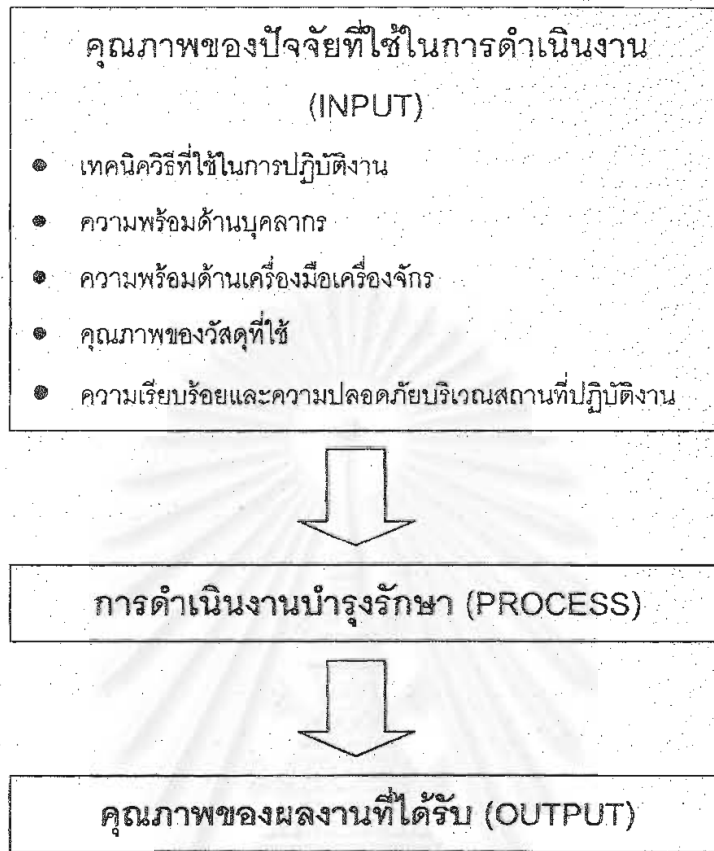 คุณภาพของปัจจัยที่ใช้ในการดำเนินงาน
(INPUT)
● เทคนิควิธีที่ใช้ในการปฏิบัติงาน
● ความพร้อมด้านบุคลากร
● ความพร้อมด้านเครื่องมือเครื่องจักร
● คุณภาพของวัสดุที่ใช้
● ความเรียบร้อยและความปลอดภัยบริเวณสถานที่ปฏิบัติงาน
การดำเนินงานบำรุงรักษา (PROCESS)
คุณภาพของผลงานที่ได้รับ (OUTPUT)